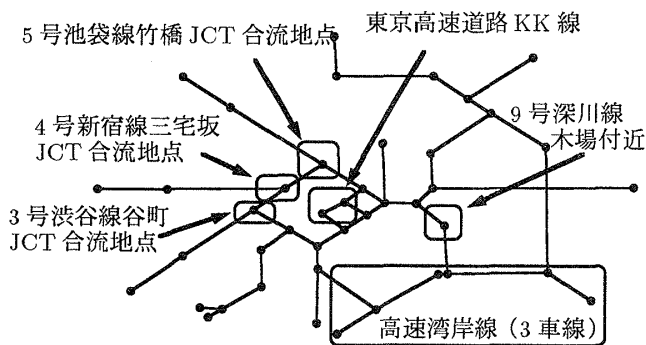 5号池袋線竹橋 JCT 合流地点
東京高速道路 KK 線
4号新宿線三宅坂
JCT 合流地点
9号深川線
木場付近
3号渋谷線谷町
JCT 合流地点
高速湾岸線（3車線）